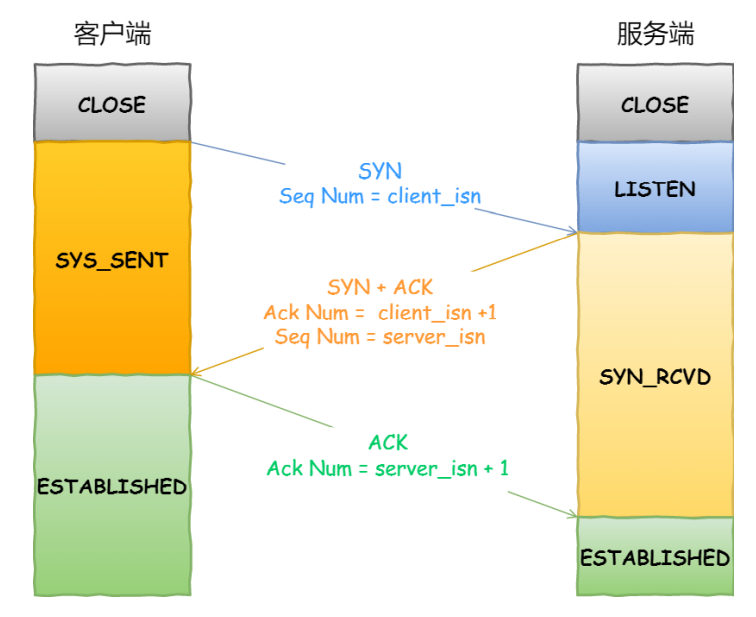 客户端
服务端
CLOSE
CLOSE
SYN
Seq Num = client_isn
LISTEN
SYS_SENT
SYN + ACK
Ack Num =  client_isn +1
Seq Num = server_isn
SYN_RCVD
ACK
Ack Num = server_isn + 1
ESTABLISHED
ESTABLISHED